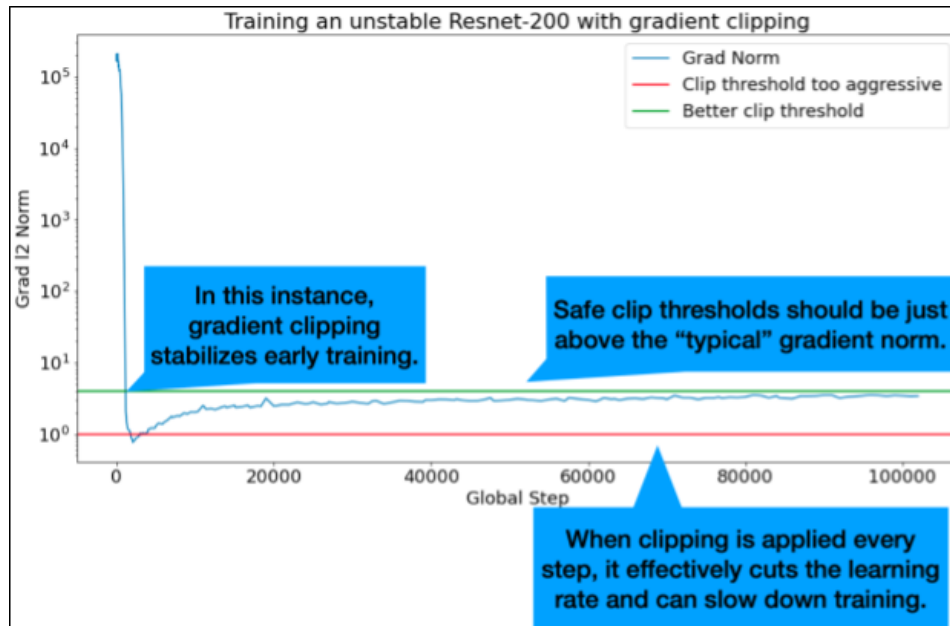 Training an unstable Resnet-200 with gradient clipping
Grad Norm
Clip threshold too aggressive
Better clip threshold
Grad l2 Norm
10^5
10^4
10^3
10^2
10^1
10^0
In this instance,
gradient clipping
stabilizes early training.
Safe clip thresholds should be just
above the “typical” gradient norm.
0 20000 40000 60000 80000 100000
Global Step
When clipping is applied every
step, it effectively cuts the learning
rate and can slow down training.